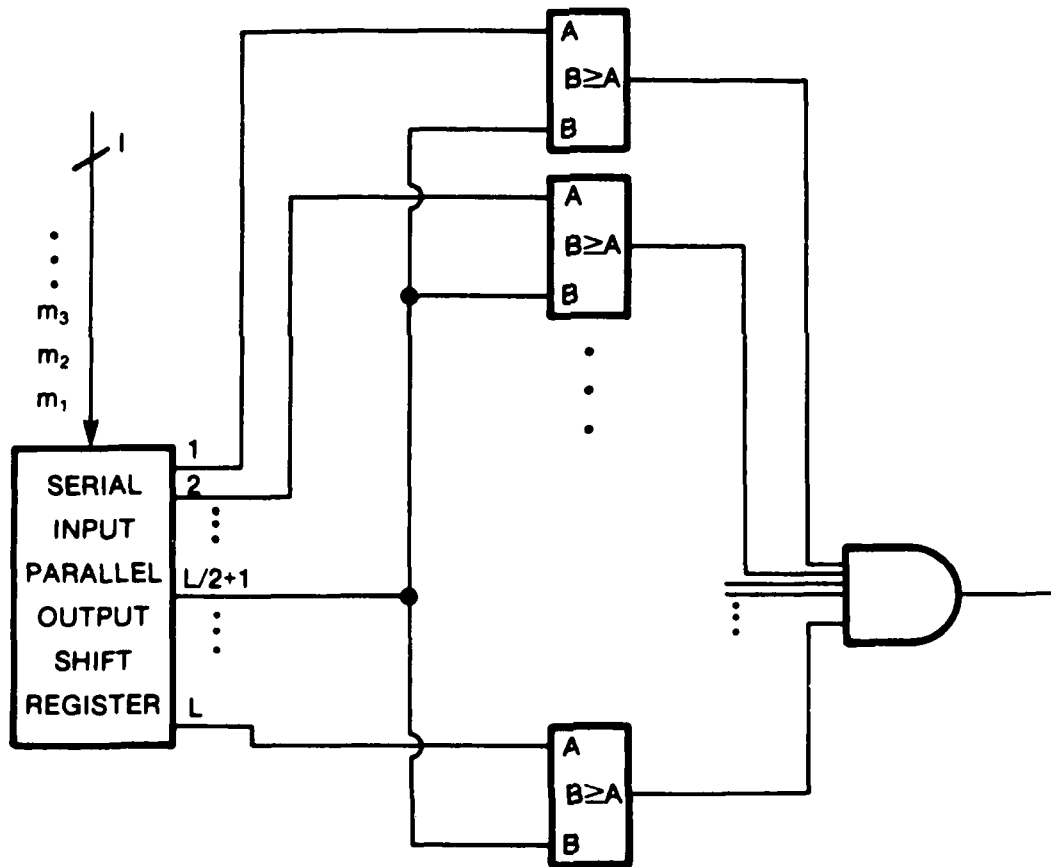 A
B≥A
B
l
A
B≥A
B
m₃
m₂
m₁
1
2
SERIAL
INPUT
PARALLEL
OUTPUT
SHIFT
REGISTER
L/2+1
L
A
B≥A
B